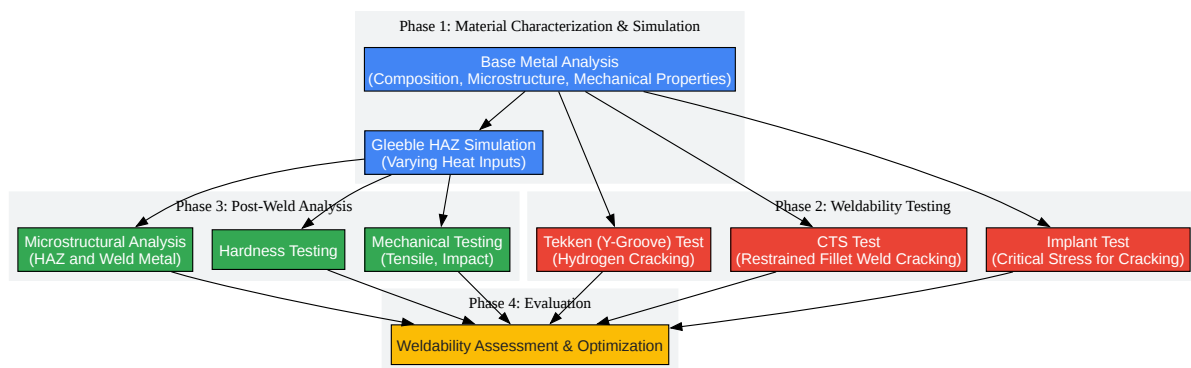 Phase 1: Material Characterization & Simulation
Base Metal Analysis
(Composition, Microstructure, Mechanical Properties)
Gleeble HAZ Simulation
(Varying Heat Inputs)
Phase 3: Post-Weld Analysis
Microstructural Analysis
(HAZ and Weld Metal)
Hardness Testing
Mechanical Testing
(Tensile, Impact)
Phase 2: Weldability Testing
Tekken (Y-Groove) Test
(Hydrogen Cracking)
CTS Test
(Restrained Fillet Weld Cracking)
Implant Test
(Critical Stress for Cracking)
Phase 4: Evaluation
Weldability Assessment & Optimization